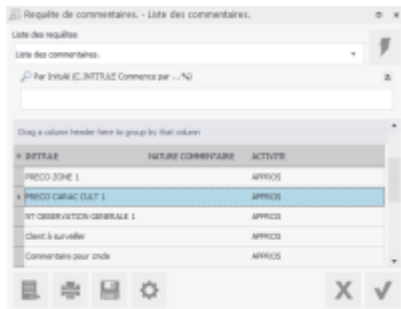 Requête de commentaires. - Liste des commentaires.
Liste des requêtes
Liste des commentaires.
Par Intitulé (C.INTITULE Commence par ...%)
Drag a column header here to group by that column
INTITULE NATURE COMMENTAIRE ACTIVITE
PRECO ZONE 1 APPROS
PRECO CARAC CULT 1 APPROS
NT OBSERVATION GENERALE 1 APPROS
Client à surveiller APPROS
Commentaire pour onde APPROS